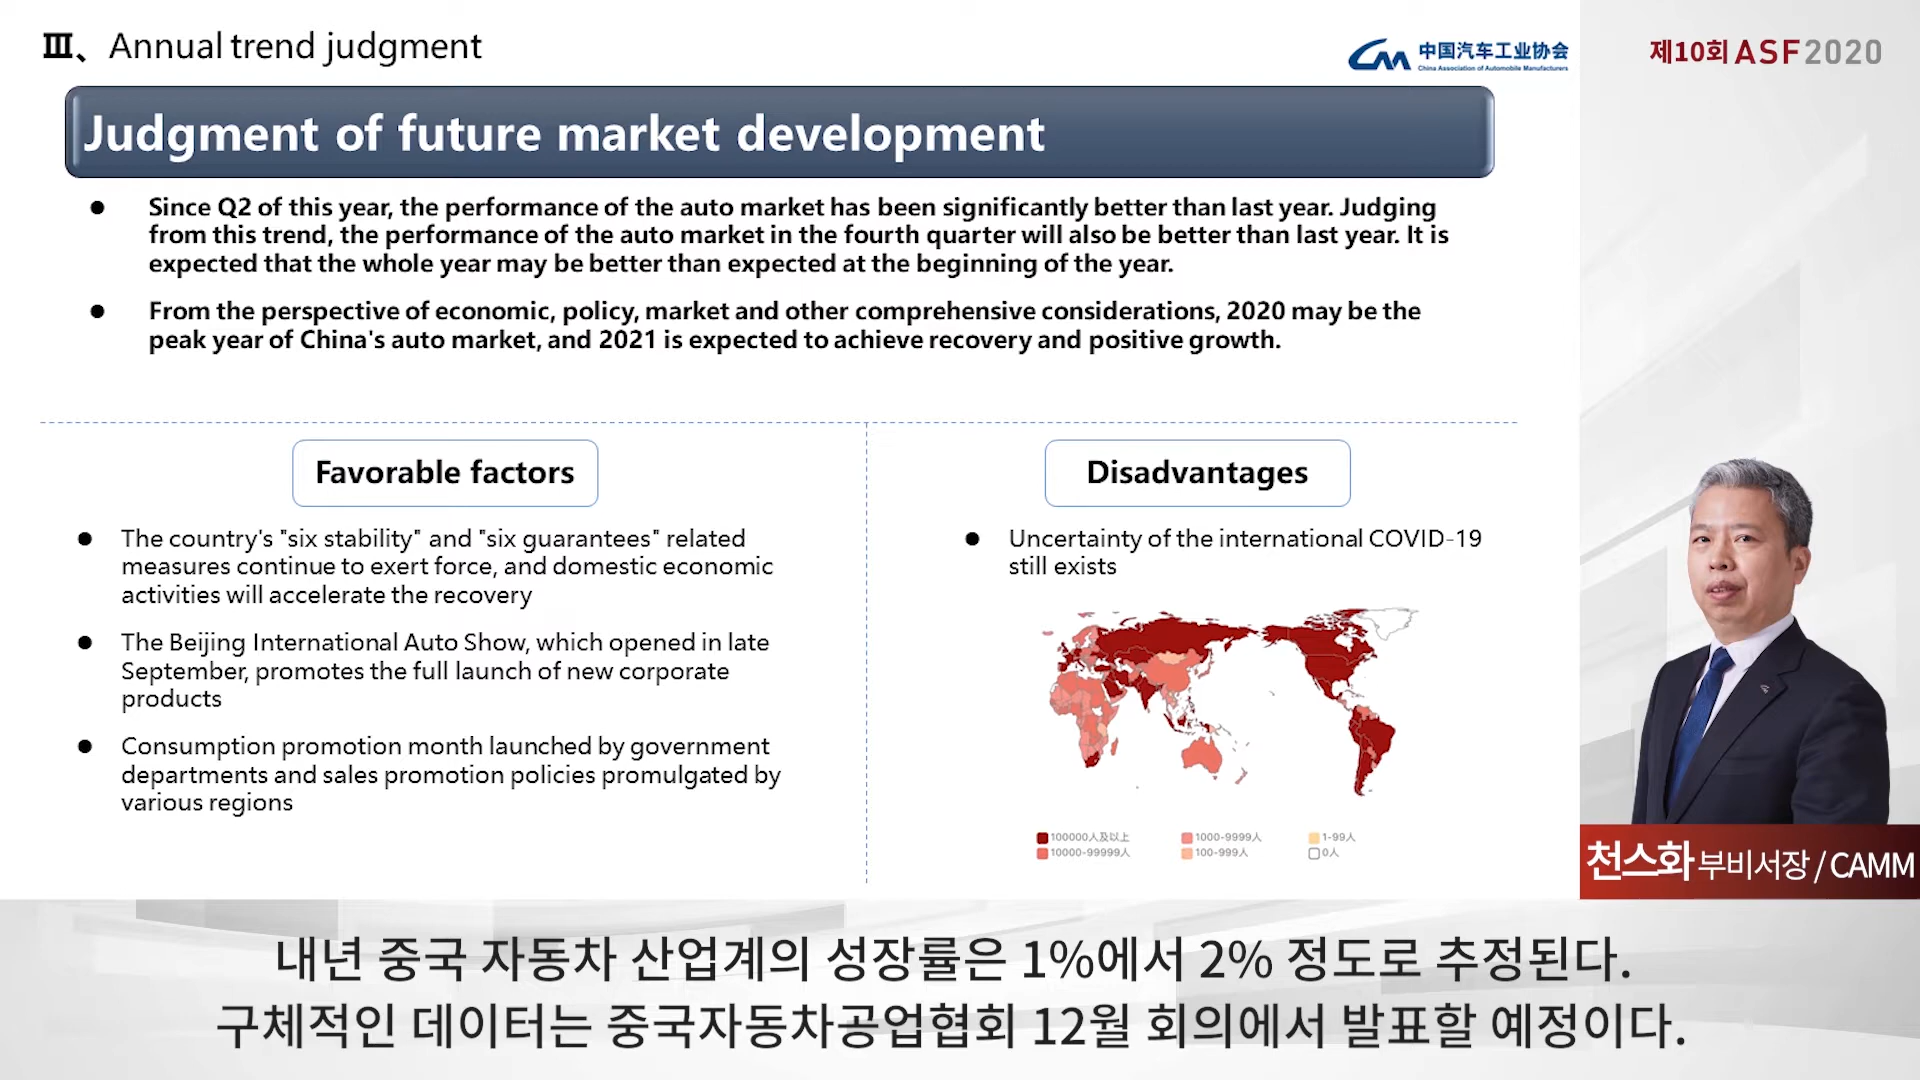 Ⅲ、Annual trend judgment
中国汽车工业协会
China Association of Automobile Manufacturers
제10회 ASF2020
Judgment of future market development
● Since Q2 of this year, the performance of the auto market has been significantly better than last year. Judging
from this trend, the performance of the auto market in the fourth quarter will also be better than last year. It is
expected that the whole year may be better than expected at the beginning of the year.
● From the perspective of economic, policy, market and other comprehensive considerations, 2020 may be the
peak year of China's auto market, and 2021 is expected to achieve recovery and positive growth.
Favorable factors
● The country's "six stability" and "six guarantees" related
measures continue to exert force, and domestic economic
activities will accelerate the recovery
● The Beijing International Auto Show, which opened in late
September, promotes the full launch of new corporate
products
● Consumption promotion month launched by government
departments and sales promotion policies promulgated by
various regions
Disadvantages
● Uncertainty of the international COVID-19
still exists
100000人及以上 1000-9999人 1-99人
10000-99999人 100-999人 0人
천스화 부비서장 / CAMM
내년 중국 자동차 산업계의 성장률은 1%에서 2% 정도로 추정된다.
구체적인 데이터는 중국자동차공업협회 12월 회의에서 발표할 예정이다.